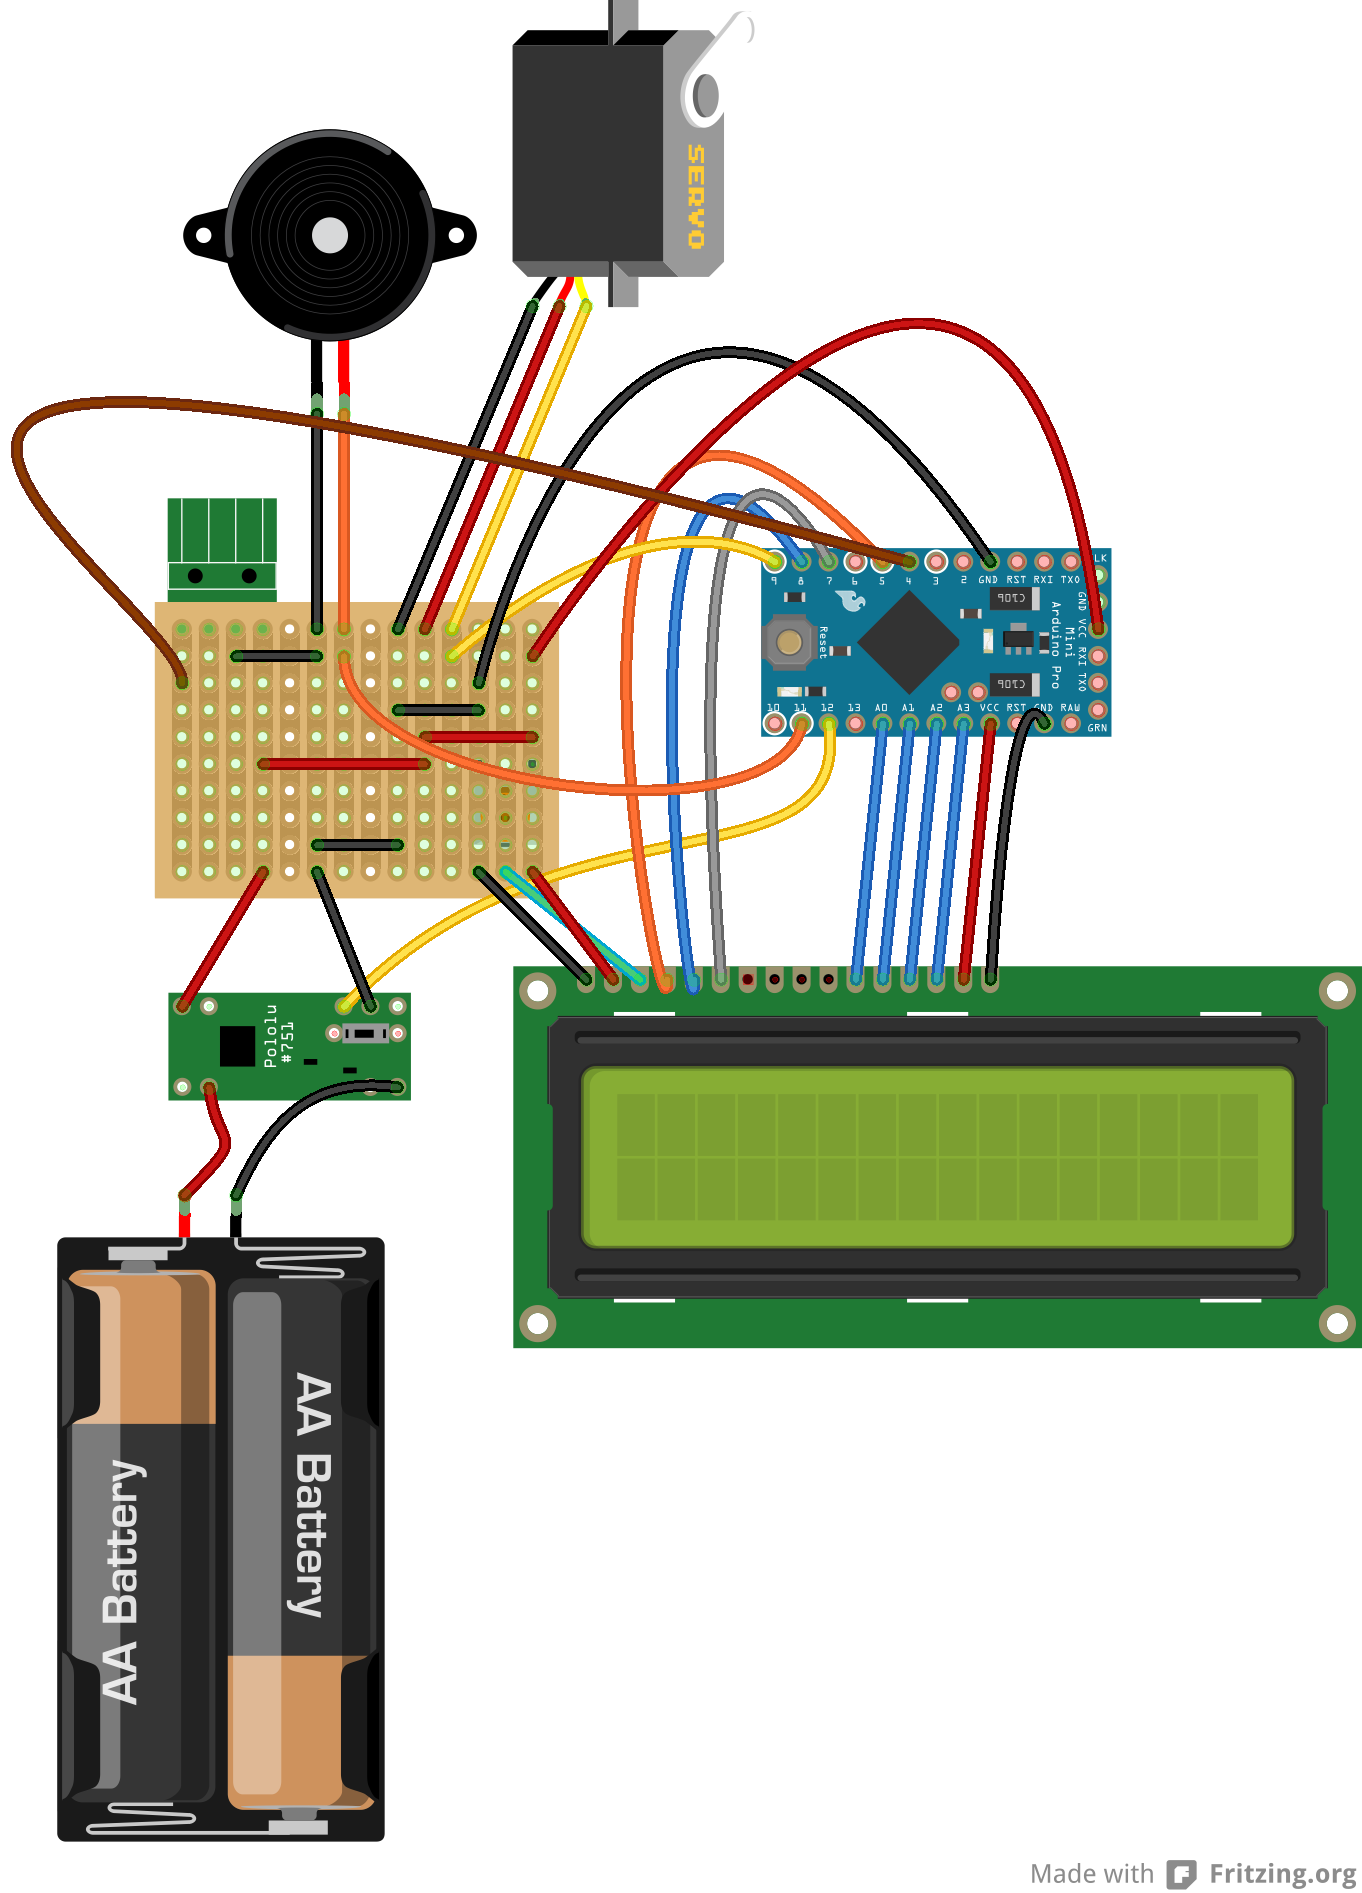 SERVO
LK
9 8 7 6 5 4 3 2 GND RST RXI TXO
GND VCC RXI TXO
Arduino Pro
Mini
Reset
10 11 12 13 A0 A1 A2 A3 VCC RST GND RAW
GRN
Pololu
#751
AA Battery
AA Battery
Made with Fritzing.org